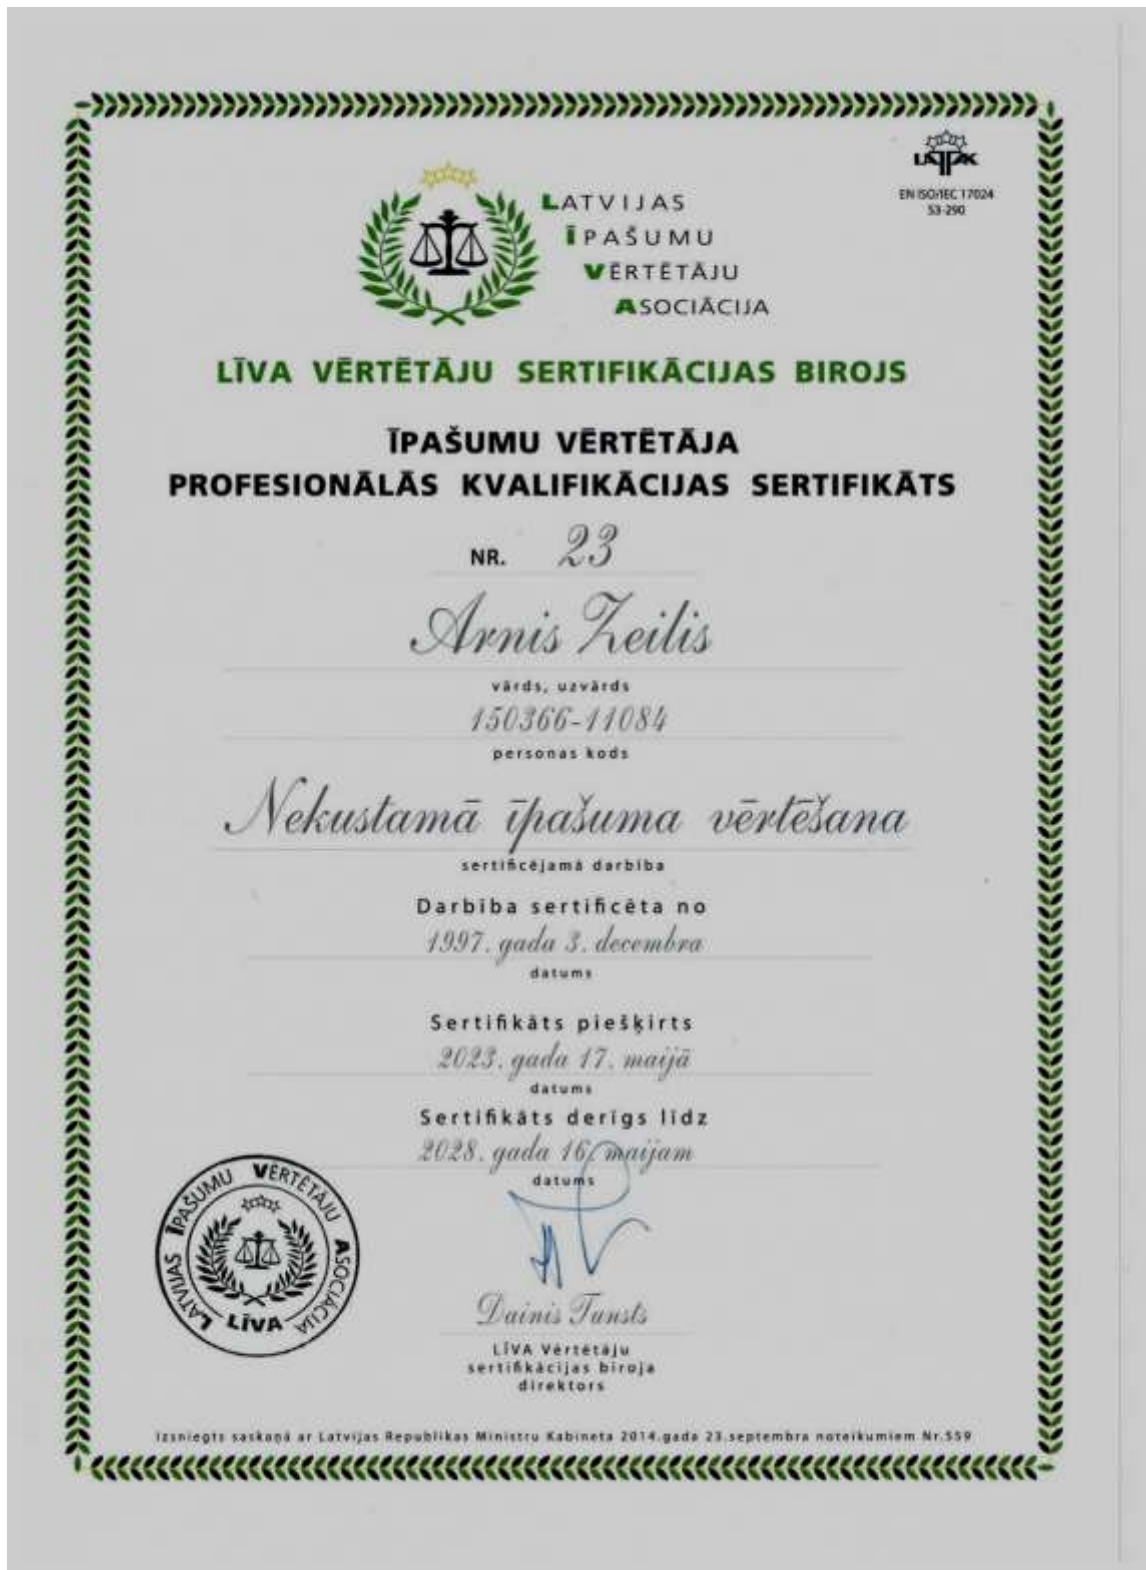 LATTAK
EN ISO/IEC 17024
S3-290
LATVIJAS
ĪPAŠUMU
VĒRTĒTĀJU
ASOCIĀCIJA
LĪVA VĒRTĒTĀJU SERTIFIKĀCIJAS BIROJS
ĪPAŠUMU VĒRTĒTĀJA
PROFESIONĀLĀS KVALIFIKĀCIJAS SERTIFIKĀTS
NR. 23
Arnis Zeilis
vārds, uzvārds
150366-11084
personas kods
Nekustamā īpašuma vērtēšana
sertificējamā darbība
Darbība sertificēta no
1997. gada 3. decembra
datums
Sertifikāts piešķirts
2023. gada 17. maijā
datums
Sertifikāts derīgs līdz
2028. gada 16. maijam
datums
LATVIJAS ĪPAŠUMU VĒRTĒTĀJU ASOCIĀCIJA
LĪVA
Dainis Tunsts
LĪVA Vērtētāju
sertifikācijas biroja
direktors
Izsniegts saskaņā ar Latvijas Republikas Ministru Kabineta 2014.gada 23.septembra noteikumiem Nr.559